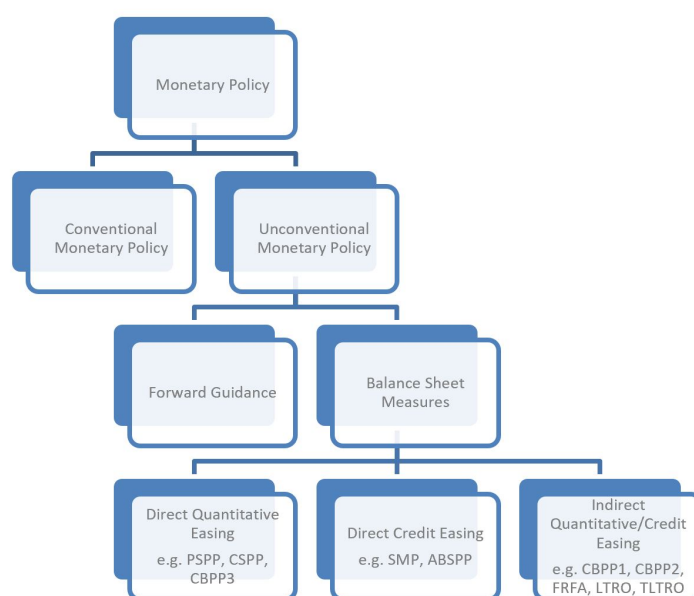 Monetary Policy
Conventional
Monetary Policy
Unconventional
Monetary Policy
Forward Guidance
Balance Sheet
Measures
Direct Quantitative
Easing
e.g. PSPP, CSPP,
CBPP3
Direct Credit Easing
e.g. SMP, ABSPP
Indirect
Quantitative/Credit
Easing
e.g. CBPP1, CBPP2,
FRFA, LTRO, TLTRO